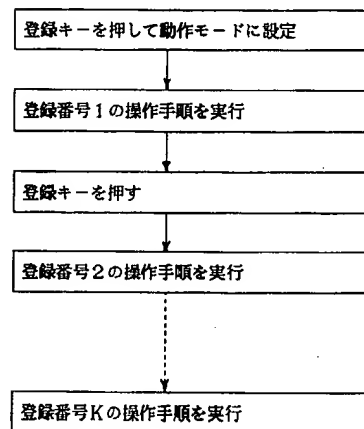 登録キーを押して動作モードに設定
登録番号1の操作手順を実行
登録キーを押す
登録番号2の操作手順を実行
登録番号Kの操作手順を実行